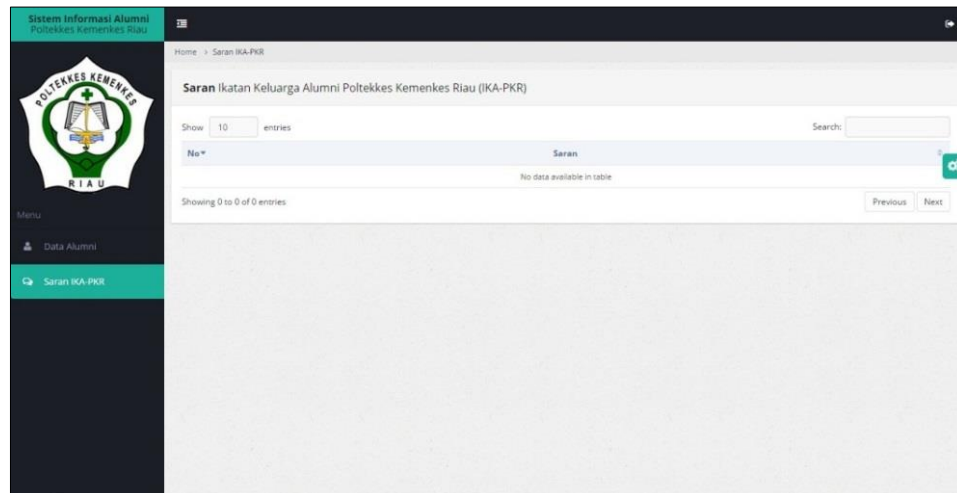 Sistem Informasi Alumni
Poltekkes Kemenkes Riau
Home > Saran IKA-PKR
POLTEKKES KEMENKES
RIAU
Saran Ikatan Keluarga Alumni Poltekkes Kemenkes Riau (IKA-PKR)
Show 10 entries Search:
No Saran
No data available in table
Showing 0 to 0 of 0 entries Previous Next
Menu
Data Alumni
Saran IKA-PKR